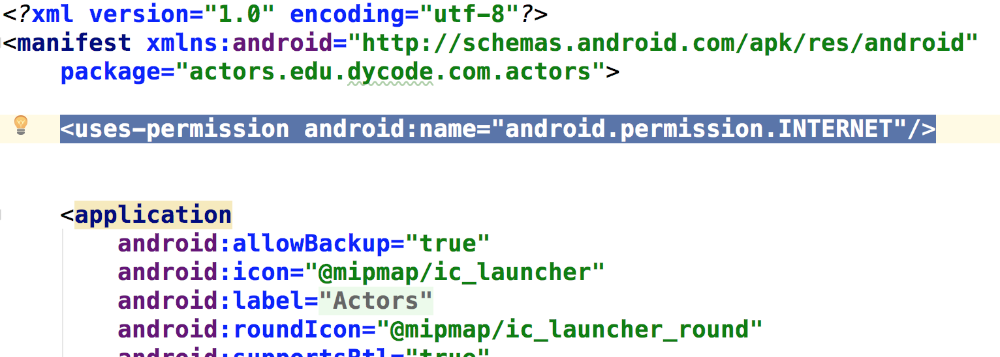 <?xml version="1.0" encoding="utf-8"?>
<manifest xmlns:android="http://schemas.android.com/apk/res/android"
    package="actors.edu.dycode.com.actors">
    <uses-permission android:name="android.permission.INTERNET"/>
    <application
        android:allowBackup="true"
        android:icon="@mipmap/ic_launcher"
        android:label="Actors"
        android:roundIcon="@mipmap/ic_launcher_round"
        android:supportsRtl="true"